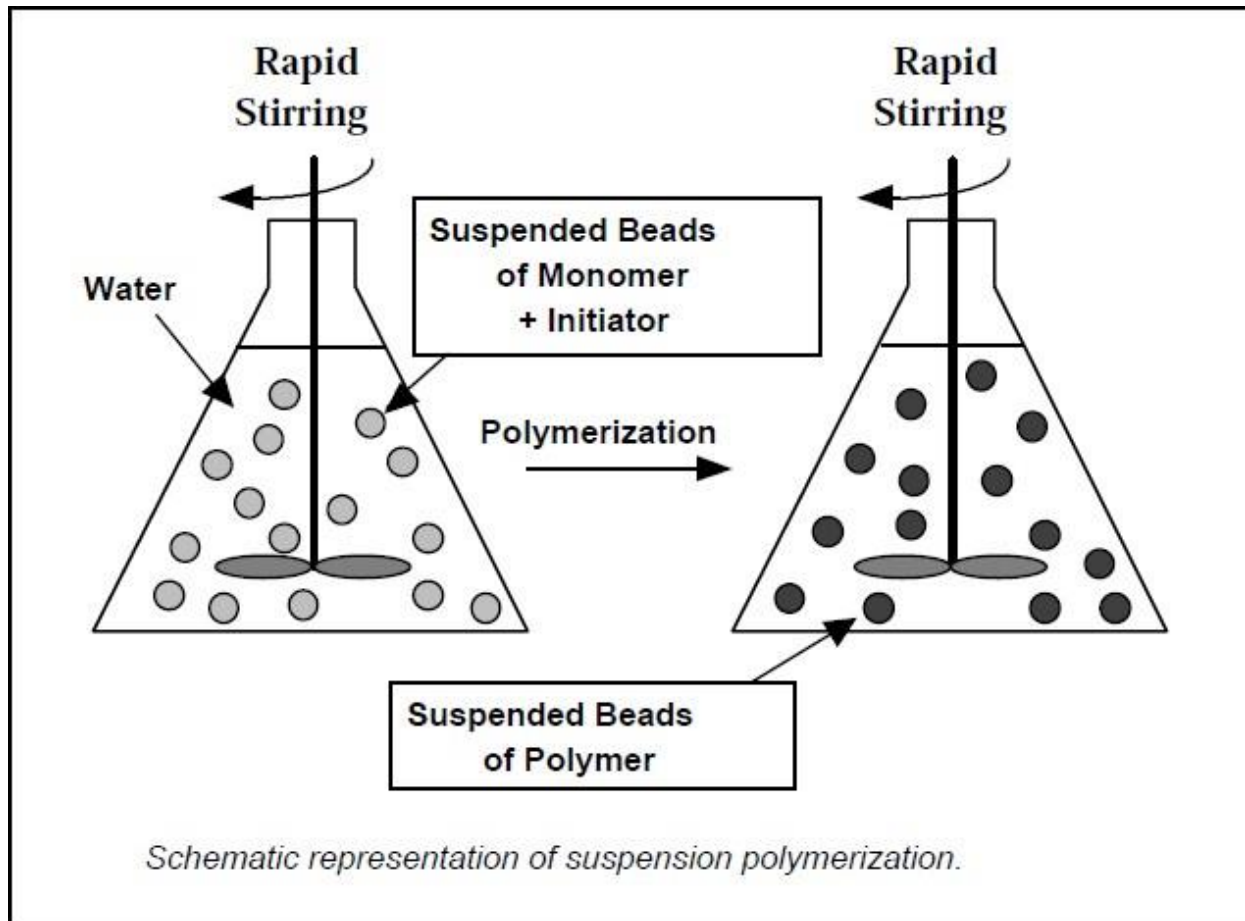 Rapid
Stirring
Rapid
Stirring
Water
Suspended Beads
of Monomer
+ Initiator
Polymerization
Suspended Beads
of Polymer
Schematic representation of suspension polymerization.